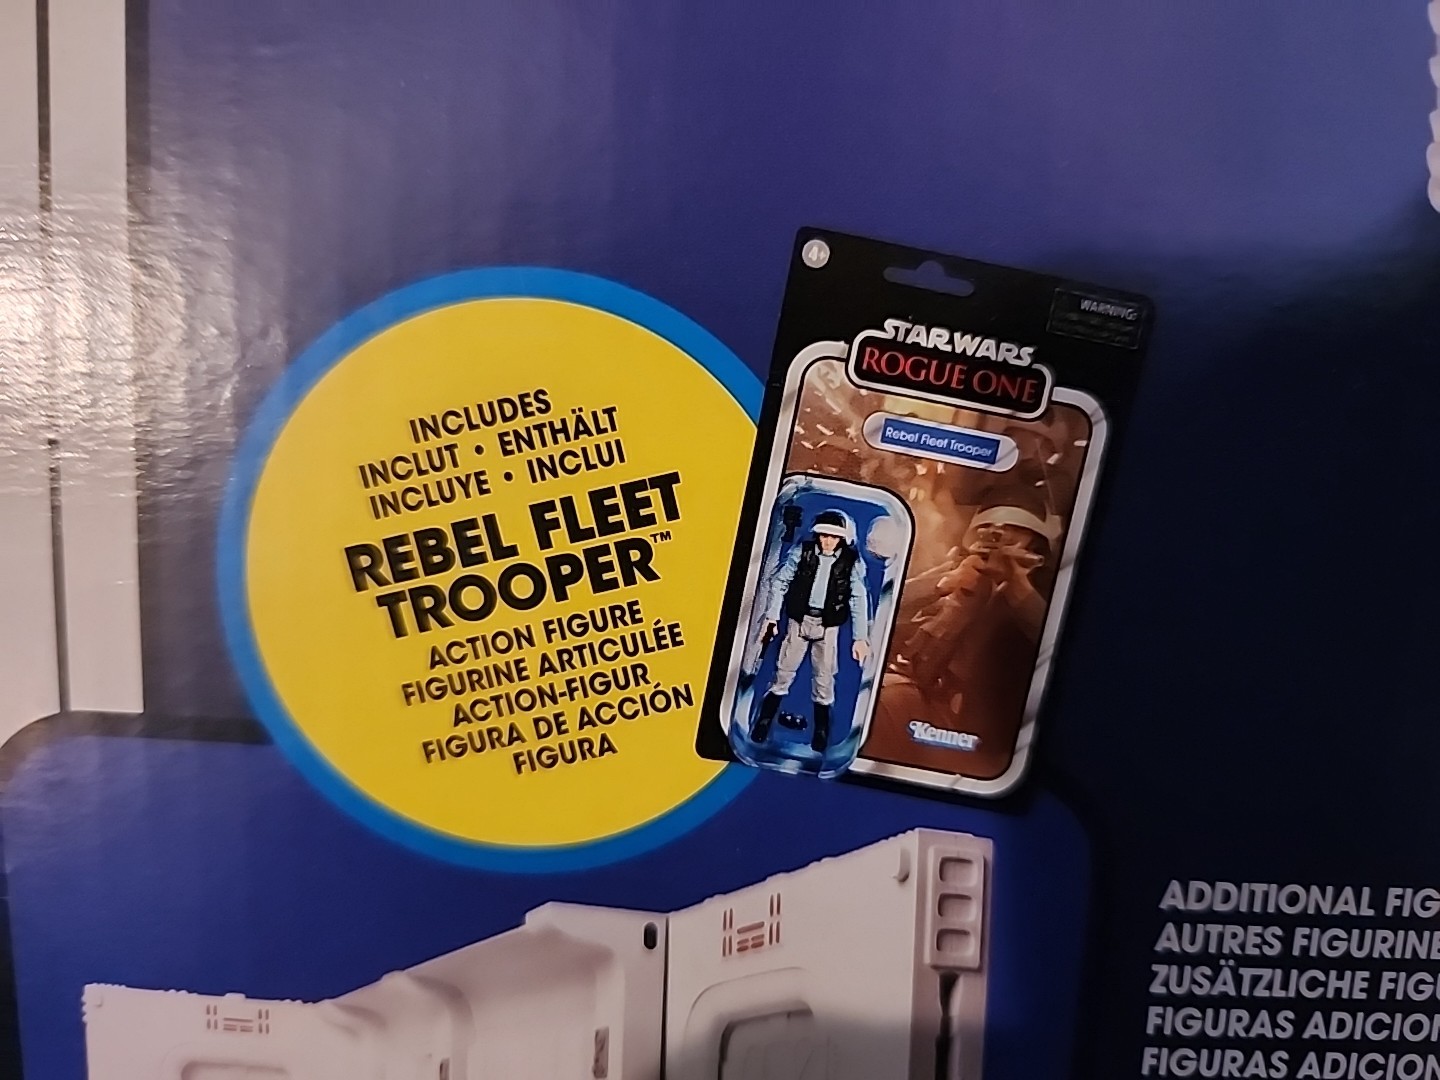 INCLUDES
INCLUT • ENTHÄLT
INCLUYE • INCLUI
REBEL FLEET
TROOPER™
ACTION FIGURE
FIGURINE ARTICULÉE
ACTION-FIGUR
FIGURA DE ACCIÓN
FIGURA
4+
WARNING:
STAR WARS
ROGUE ONE
Rebel Fleet Trooper
Kenner
ADDITIONAL FIG
AUTRES FIGURINE
ZUSÄTZLICHE FIGU
FIGURAS ADICION
FIGURAS ADICION